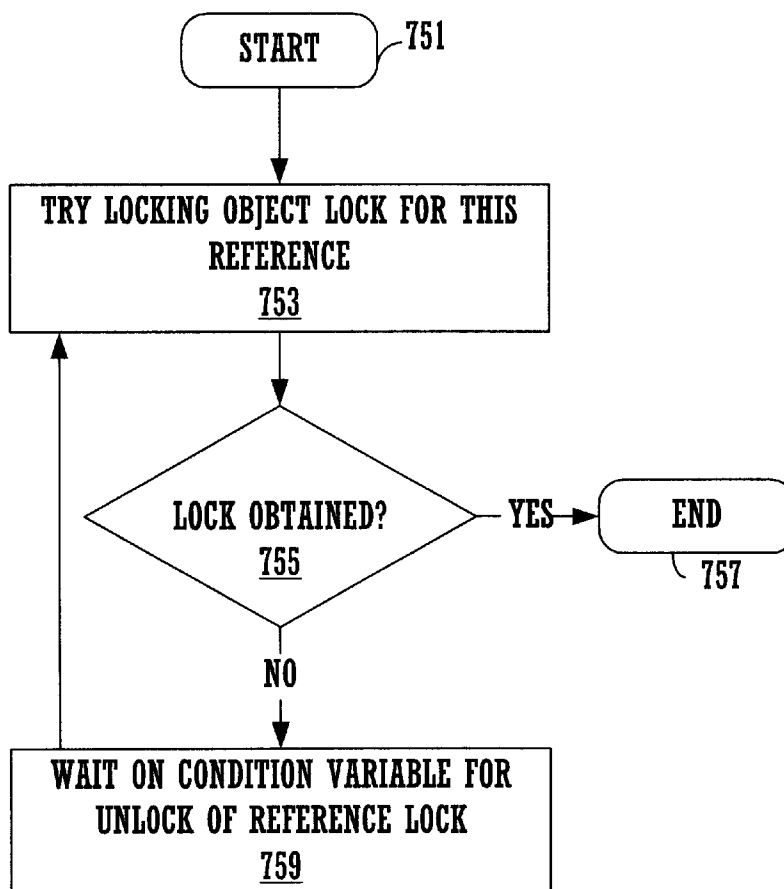 START
751
TRY LOCKING OBJECT LOCK FOR THIS
REFERENCE
753
LOCK OBTAINED?
755
YES
END
757
NO
WAIT ON CONDITION VARIABLE FOR
UNLOCK OF REFERENCE LOCK
759